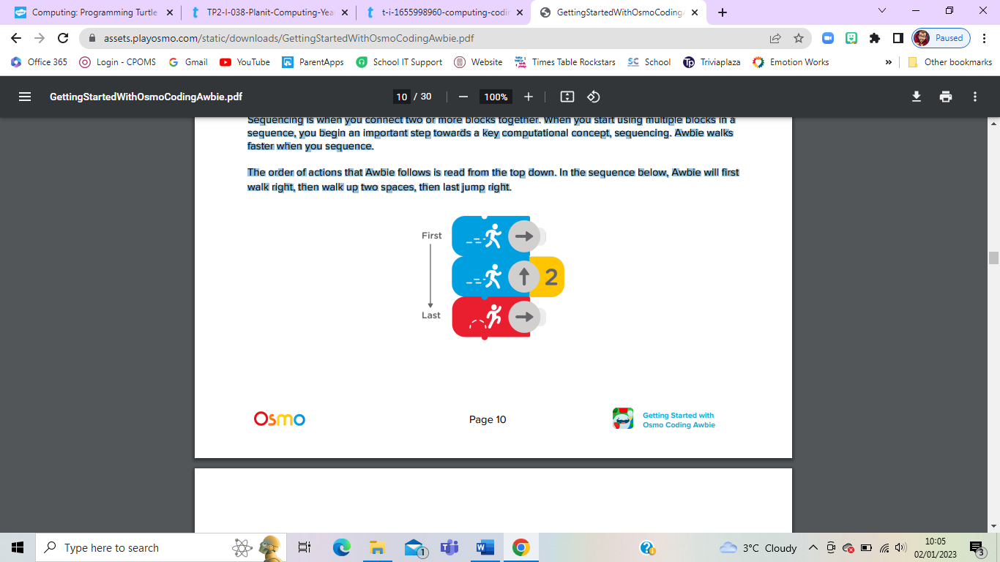 Computing: Programming Turtle
TP2-I-038-Planit-Computing-Yea
t-i-1655998960-computing-codin
GettingStartedWithOsmoCodingA
assets.playosmo.com/static/downloads/GettingStartedWithOsmoCodingAwbie.pdf
Paused
Office 365
Login - CPOMS
Gmail
YouTube
ParentApps
School IT Support
Website
Times Table Rockstars
SC School
Tp Triviaplaza
Emotion Works
»
Other bookmarks
GettingStartedWithOsmoCodingAwbie.pdf
10 / 30
100%
Sequencing is when you connect two or more blocks together. When you start using multiple blocks in a
sequence, you begin an important step towards a key computational concept, sequencing. Awbie walks
faster when you sequence.
The order of actions that Awbie follows is read from the top down. In the sequence below, Awbie will first
walk right, then walk up two spaces, then last jump right.
First
2
Last
Osmo
Page 10
Getting Started with
Osmo Coding Awbie
Type here to search
1
3°C Cloudy
10:05
02/01/2023
3